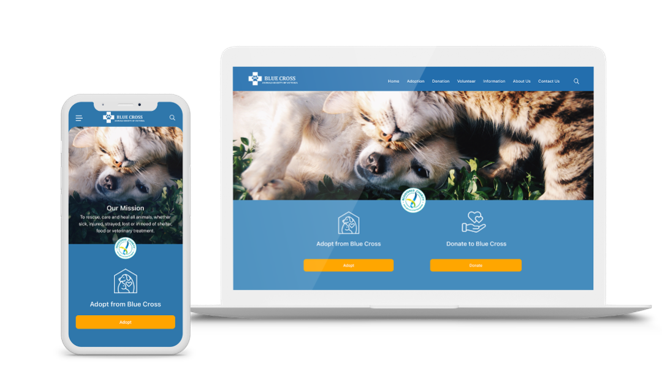 BLUE CROSS
Our Mission
To rescue, care and heal all animals, whether
sick, injured, strayed, lost or in need of shelter,
food or veterinary treatment.
Adopt from Blue Cross
Adopt
BLUE CROSS
Home Adoption Donation Volunteer Information About Us Contact Us
Adopt from Blue Cross
Adopt
Donate to Blue Cross
Donate